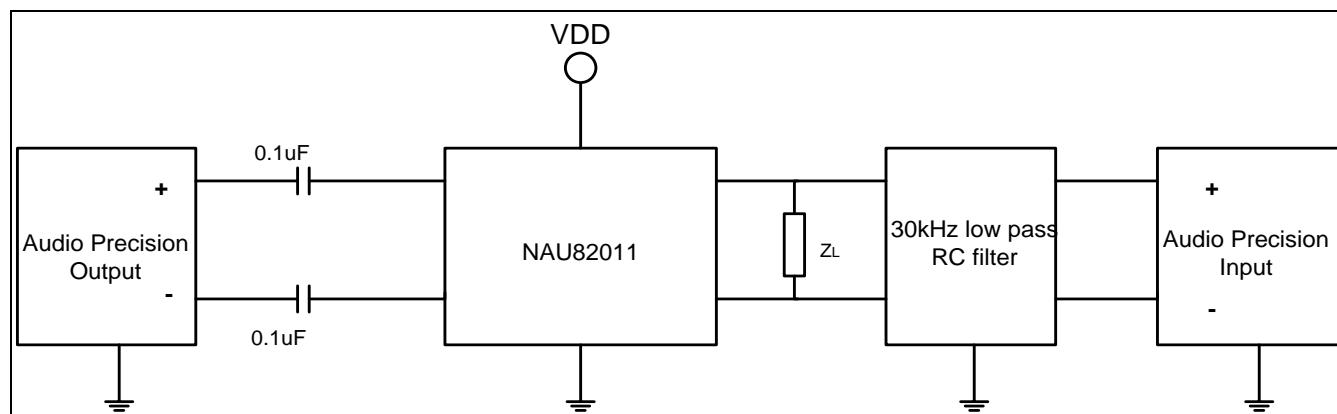 VDD
0.1uF
+
-
Audio Precision
Output
0.1uF
NAU82011
ZL
30kHz low pass
RC filter
+
Audio Precision
Input
-